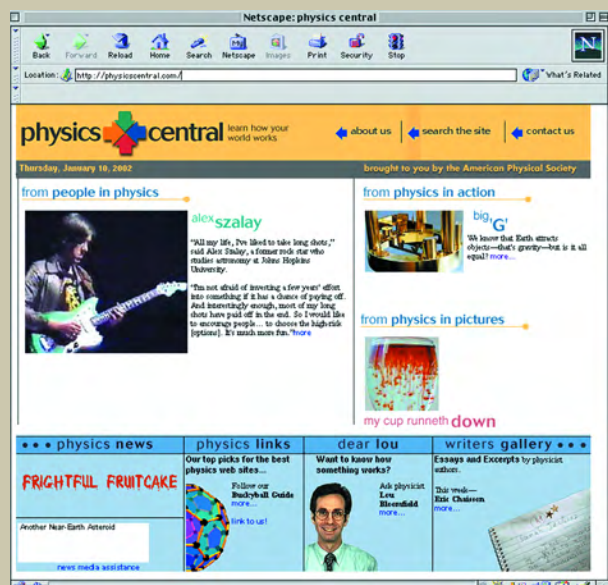 Netscape: physics central
Back Forward Reload Home Search Netscape Images Print Security Stop
N
Location: http://physicscentral.com/ What's Related
physics central learn how your
world works
about us search the site contact us
Thursday, January 10, 2002 brought to you by the American Physical Society
from people in physics
alex szalay
"All my life, I've liked to take long shots,"
said Alex Szalay, a former rock star who
studies astronomy at Johns Hopkins
University.
"I'm not afraid of investing a few years' effort
into something if it has a chance of paying off.
And interestingly enough, most of my long
shots have paid off in the end. So I would like
to encourage people... to choose the high-risk
[options]. It's much more fun."more
from physics in action
big 'G'
We know that Earth attracts
objects—that's gravity—but is it all
equal? more...
from physics in pictures
my cup runneth down
physics news
FRIGHTFUL FRUITCAKE
Another Near-Earth Asteroid
news media assistance
physics links
Our top picks for the best
physics web sites...
Follow our
Buckyball Guide
more...
link to us!
dear lou
Want to know how
something works?
Ask physicist
Lou
Bloomfield
more...
writers gallery
Essays and Excerpts by physicist
authors.
This week—
Eric Chaisson
more...